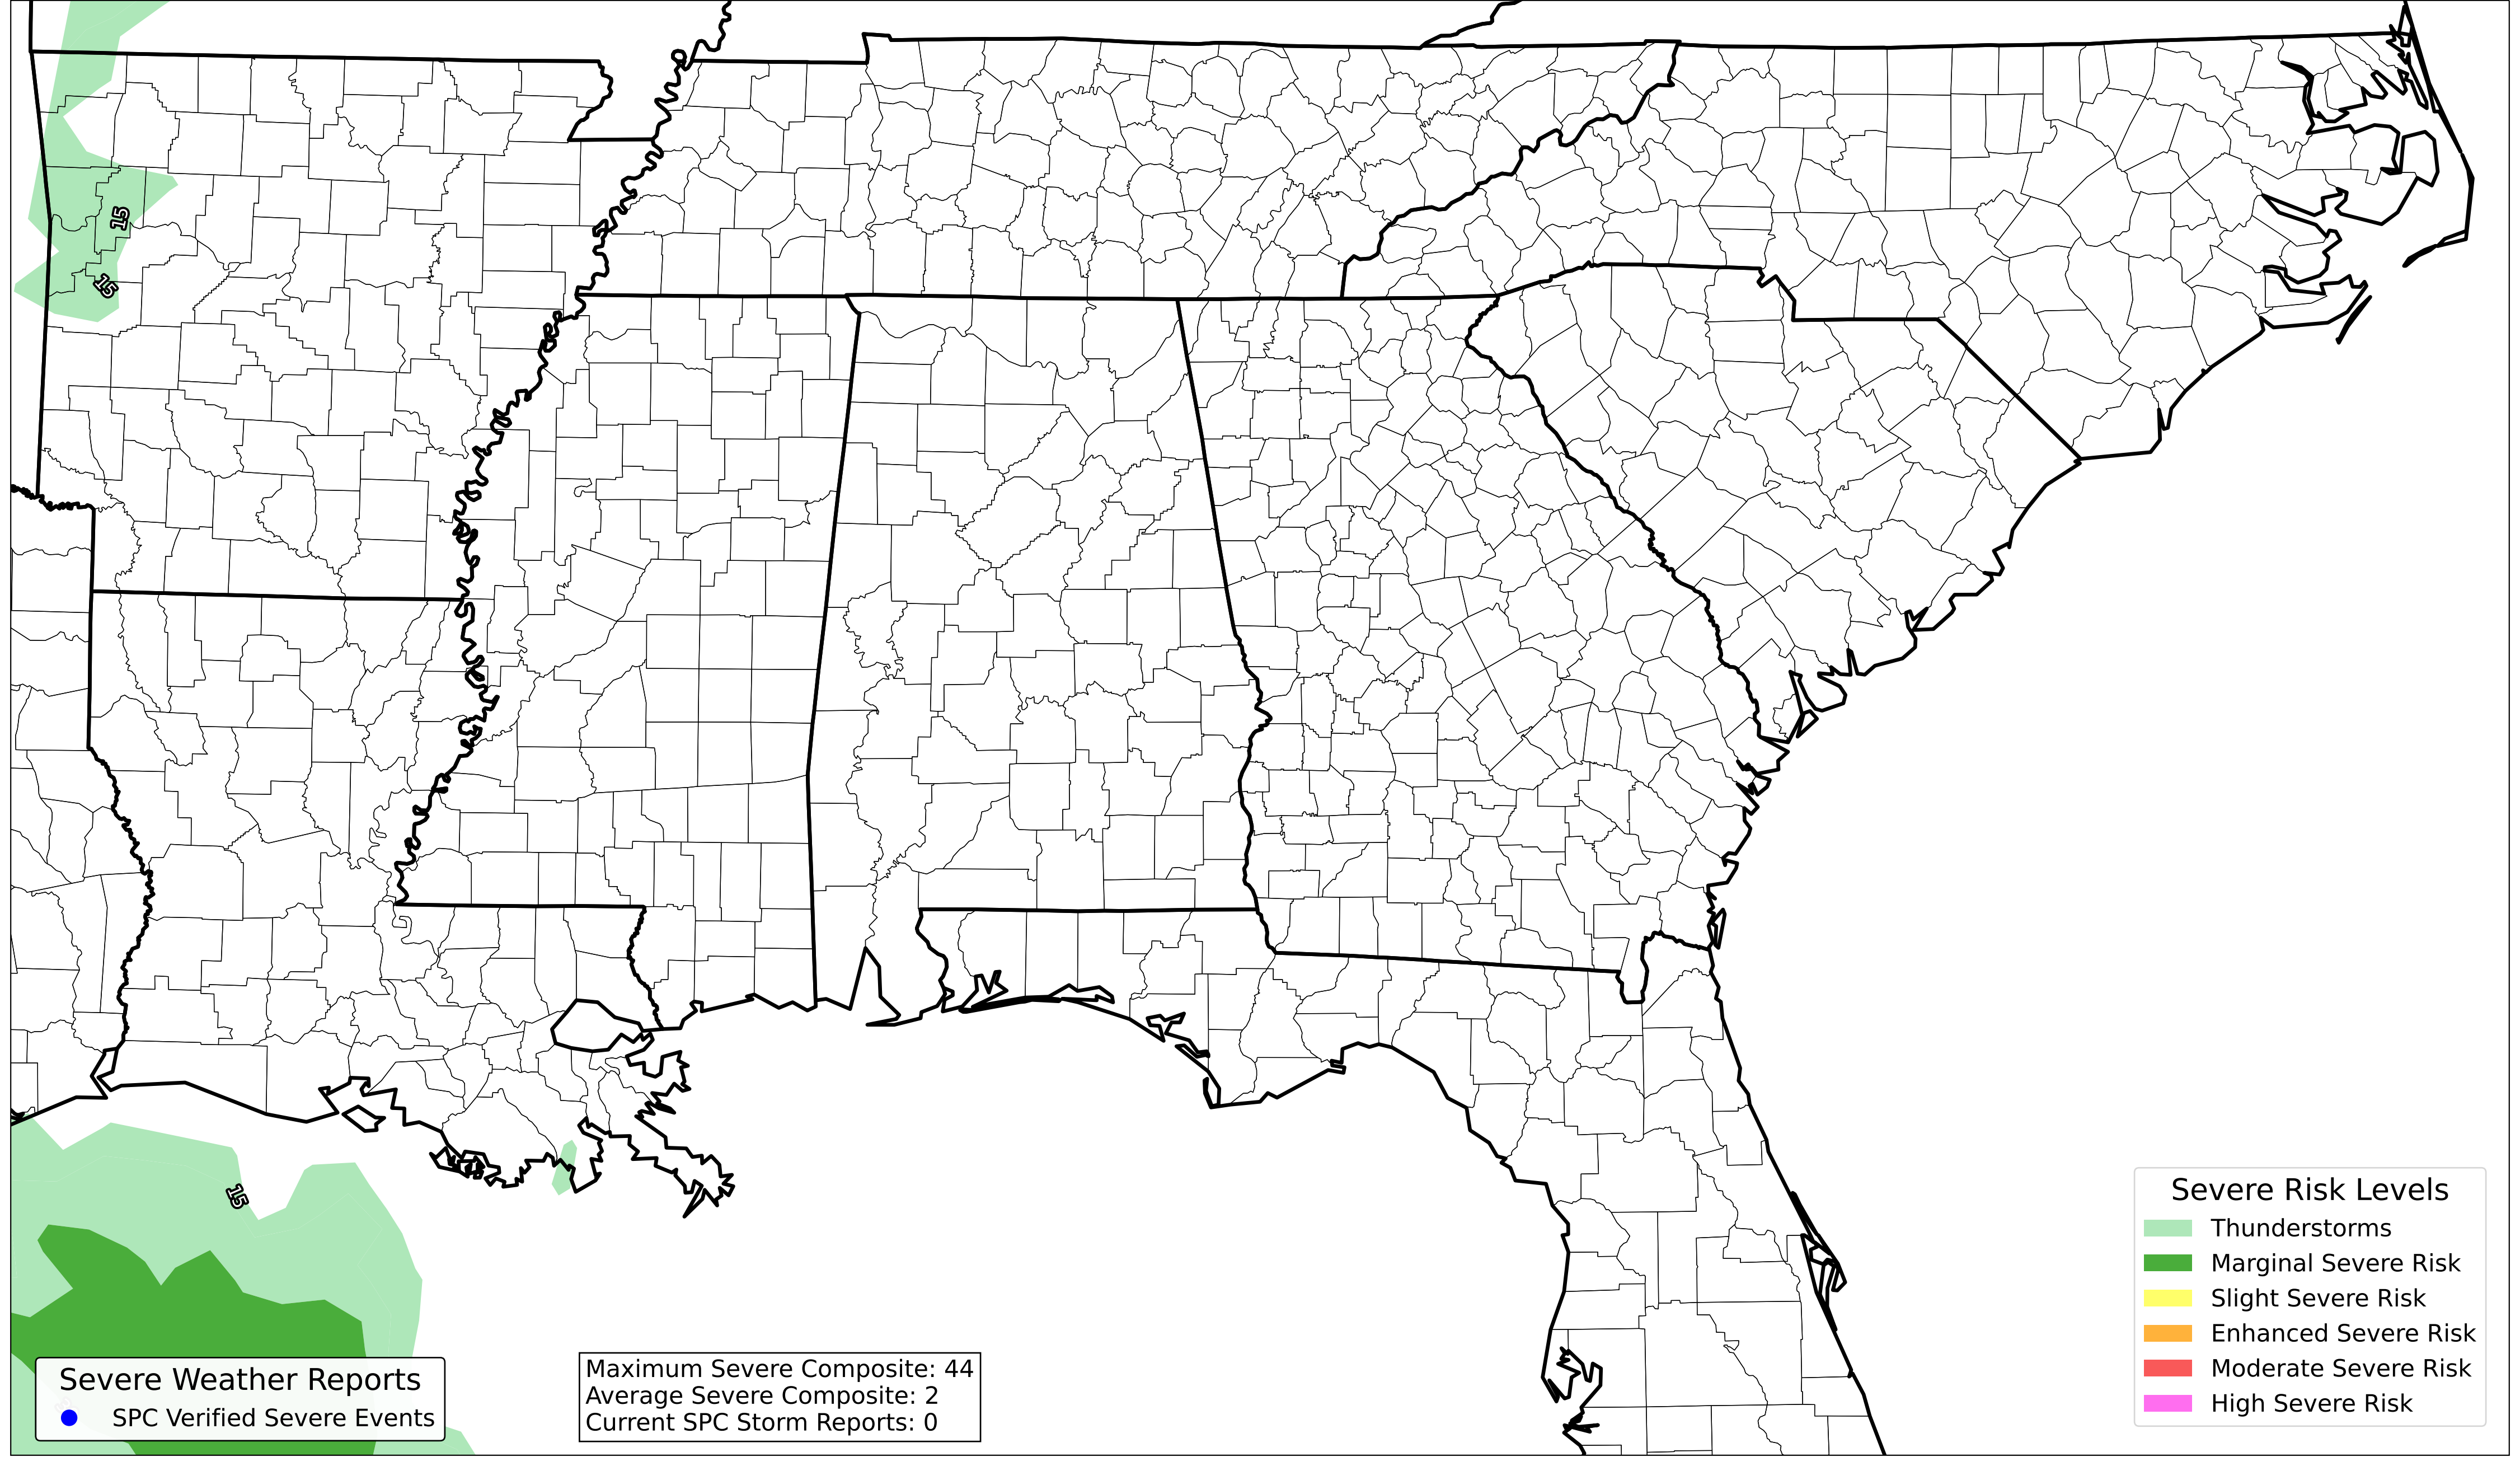 15
15
15
Severe Weather Reports
SPC Verified Severe Events
Maximum Severe Composite: 44
Average Severe Composite: 2
Current SPC Storm Reports: 0
Severe Risk Levels
Thunderstorms
Marginal Severe Risk
Slight Severe Risk
Enhanced Severe Risk
Moderate Severe Risk
High Severe Risk